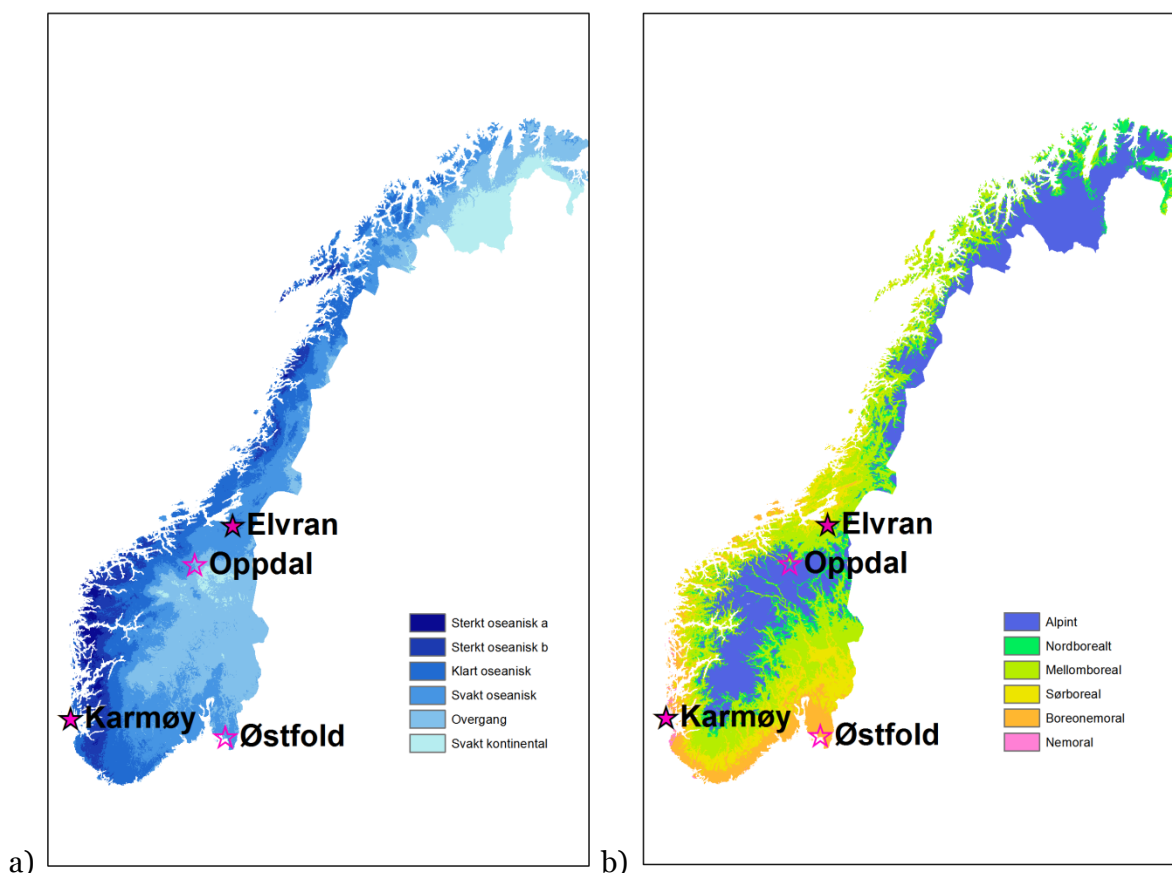 Elvran
Oppdal
Sterkt oseanisk a
Sterkt oseanisk b
Klart oseanisk
Svakt oseanisk
Overgang
Svakt kontinental
Karmøy
Østfold
a)
Elvran
Oppdal
Alpint
Nordborealt
Mellomboreal
Sørboreal
Boreonemoral
Nemoral
Karmøy
Østfold
b)